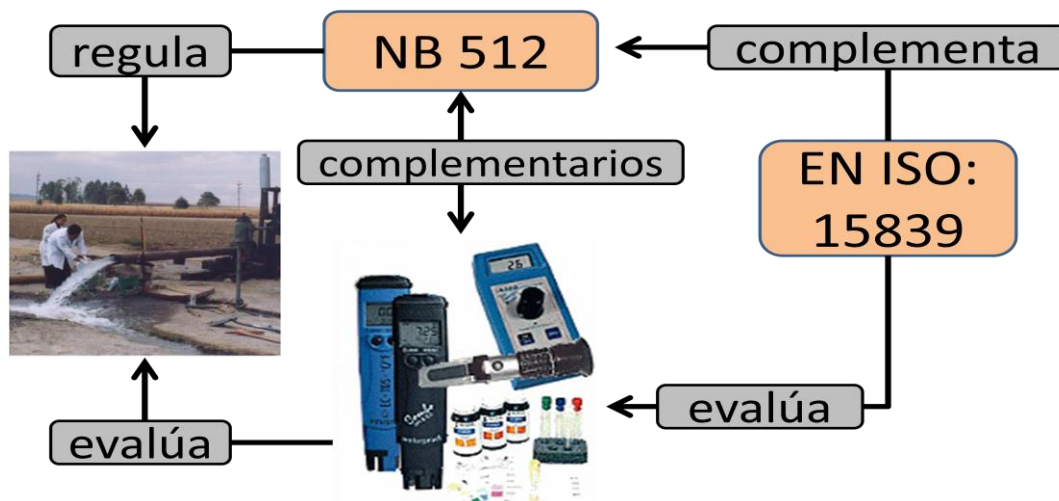 regula
NB 512
complementa
complementarios
EN ISO:
15839
evalúa
evalúa